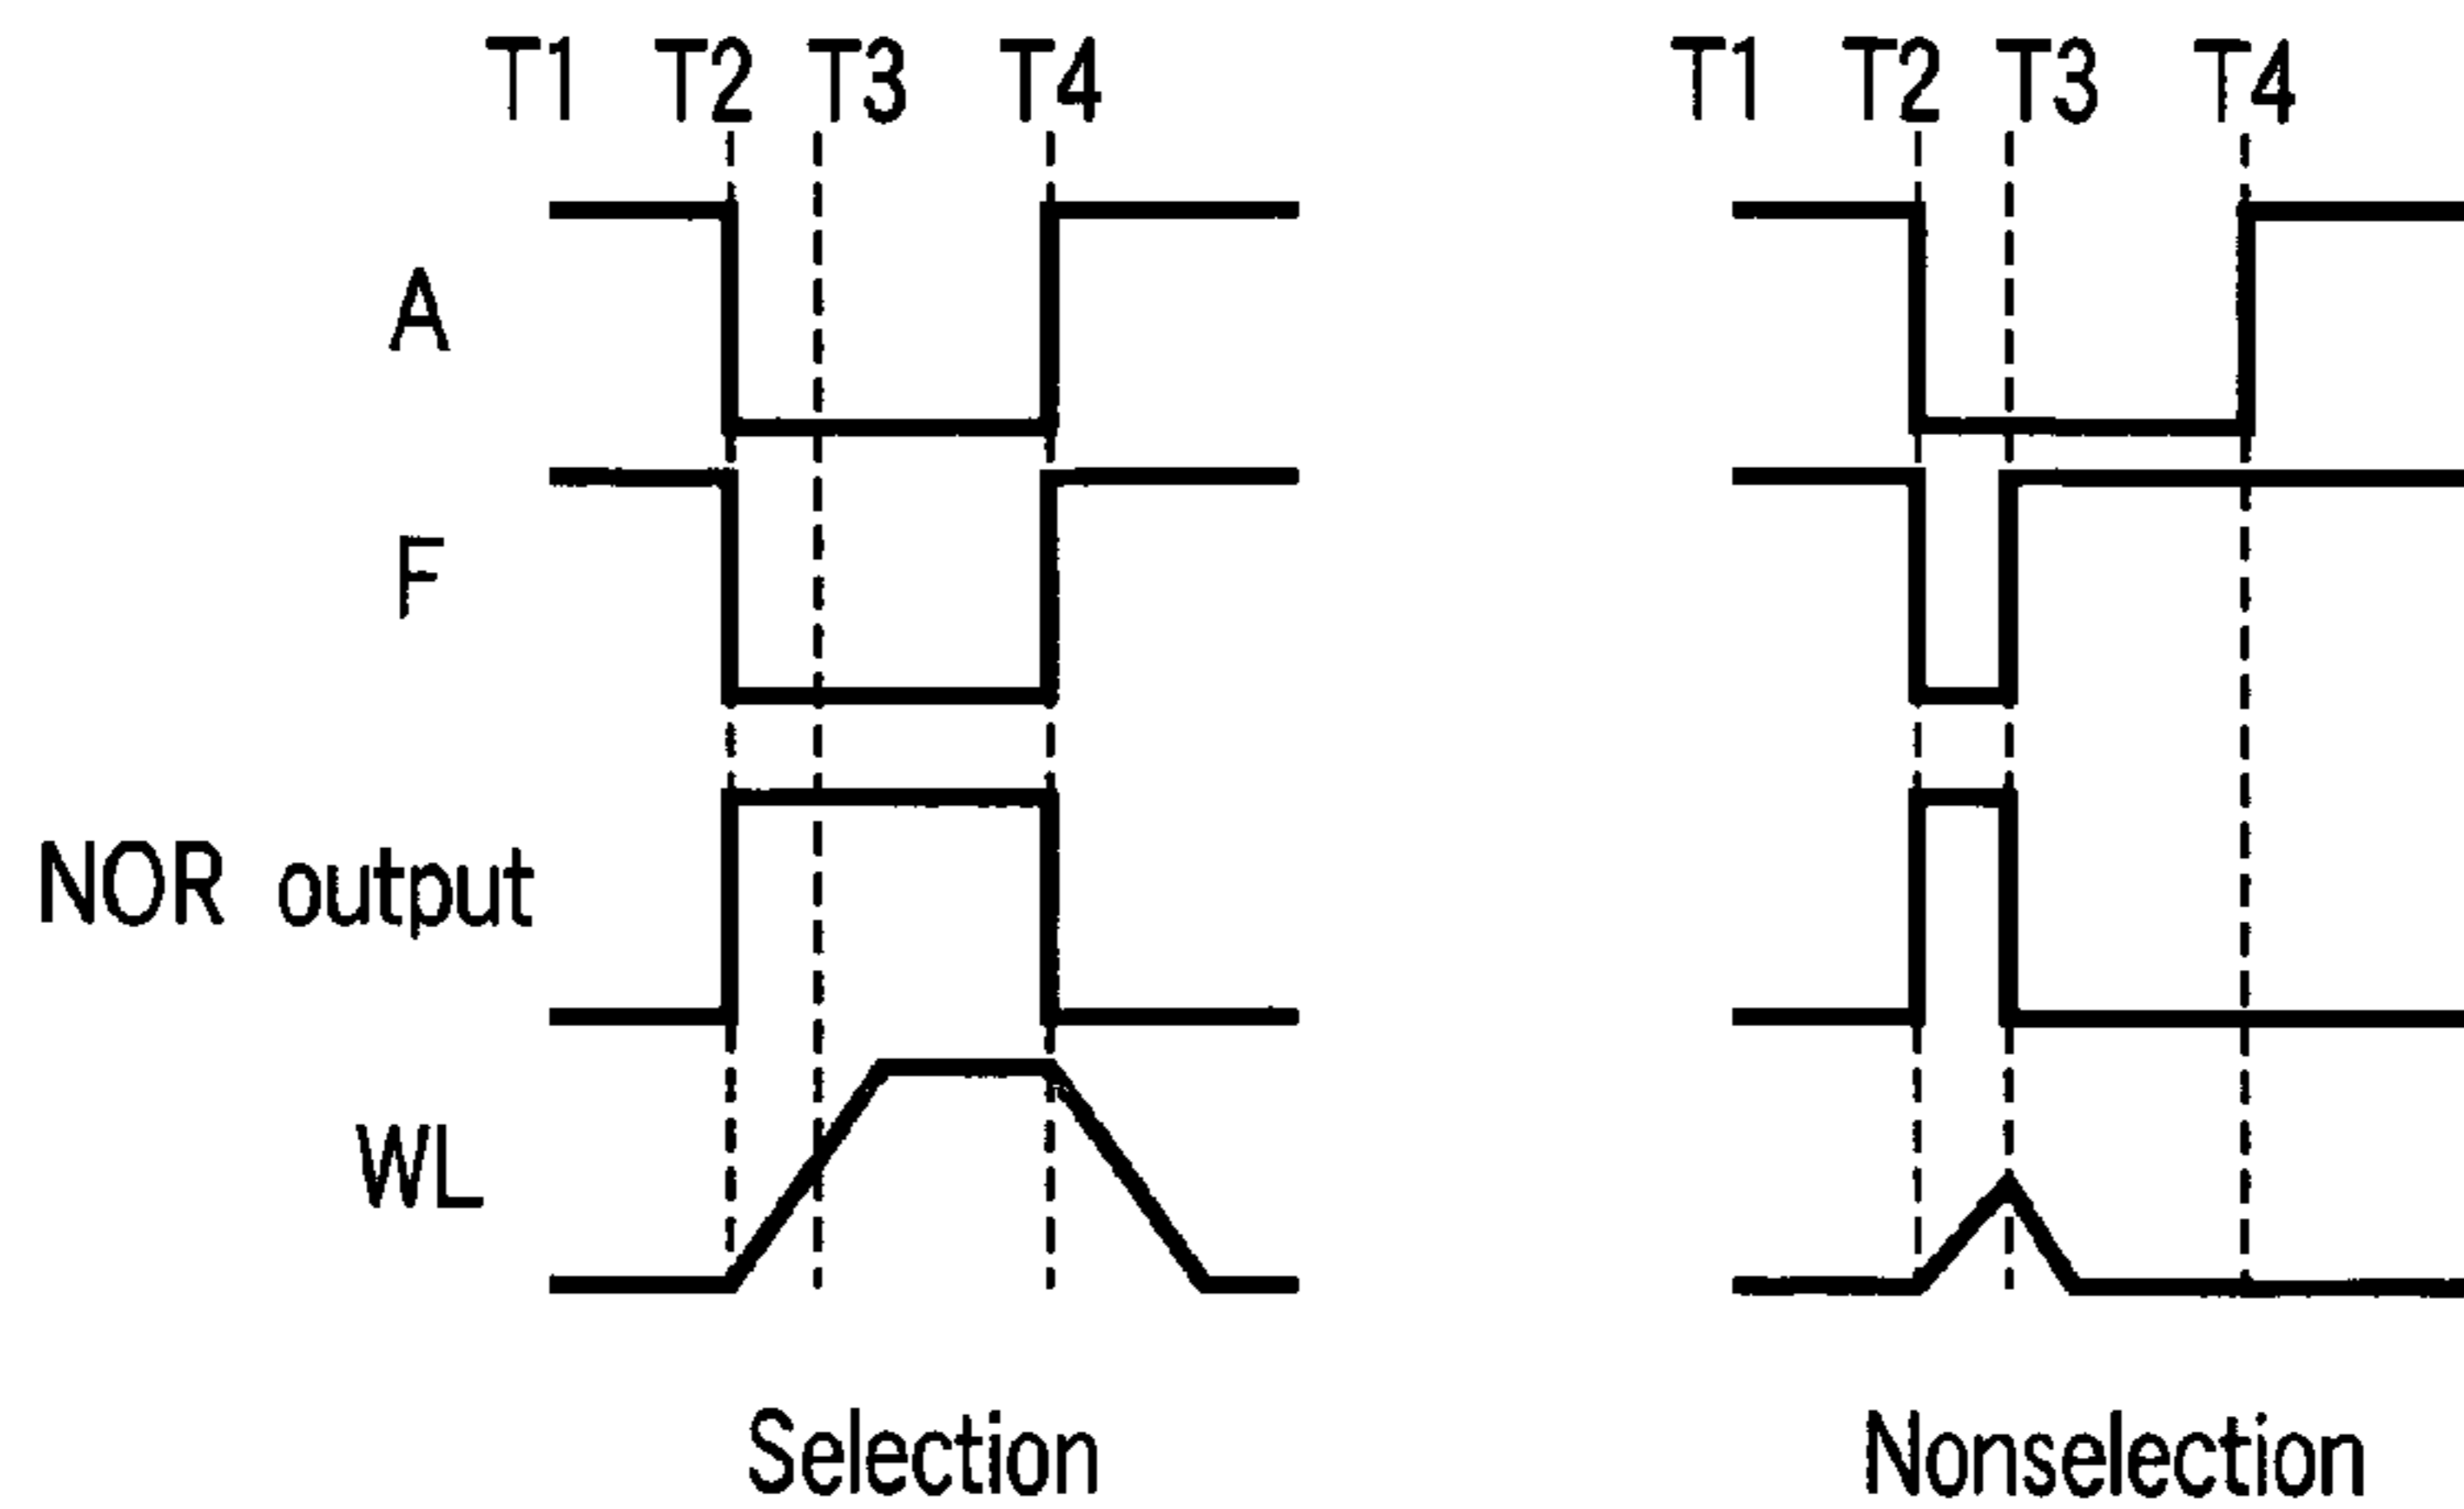 T1 T2 T3 T4 T1 T2 T3 T4
A
F
NOR output
WL
Selection Nonselection